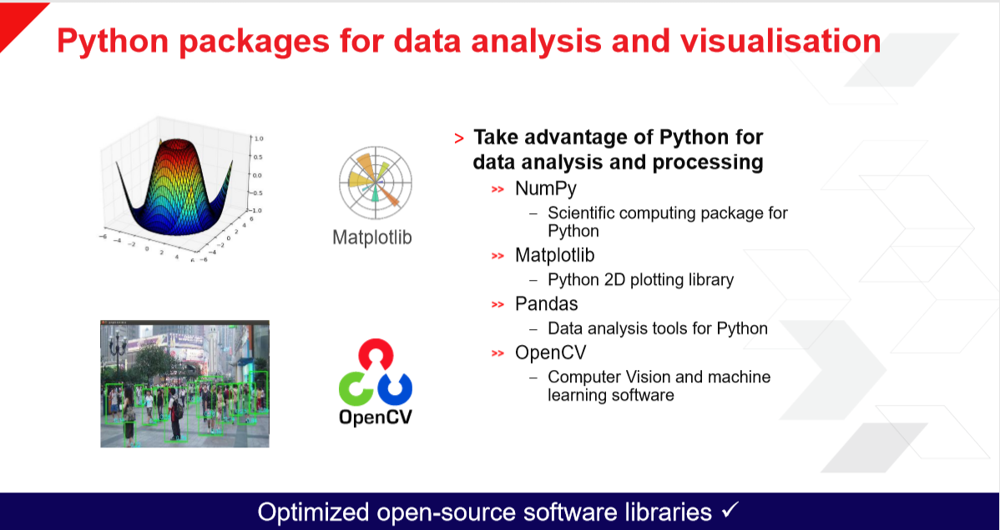 Python packages for data analysis and visualisation
1.0
0.5
0.0
-0.5
-1.0
6
4
2
0
-2
-4
-6
-6
-4
-2
0
2
4
6
Matplotlib
> Take advantage of Python for
data analysis and processing
>> NumPy
– Scientific computing package for
Python
>> Matplotlib
– Python 2D plotting library
>> Pandas
– Data analysis tools for Python
>> OpenCV
– Computer Vision and machine
learning software
OpenCV
Optimized open-source software libraries ✓